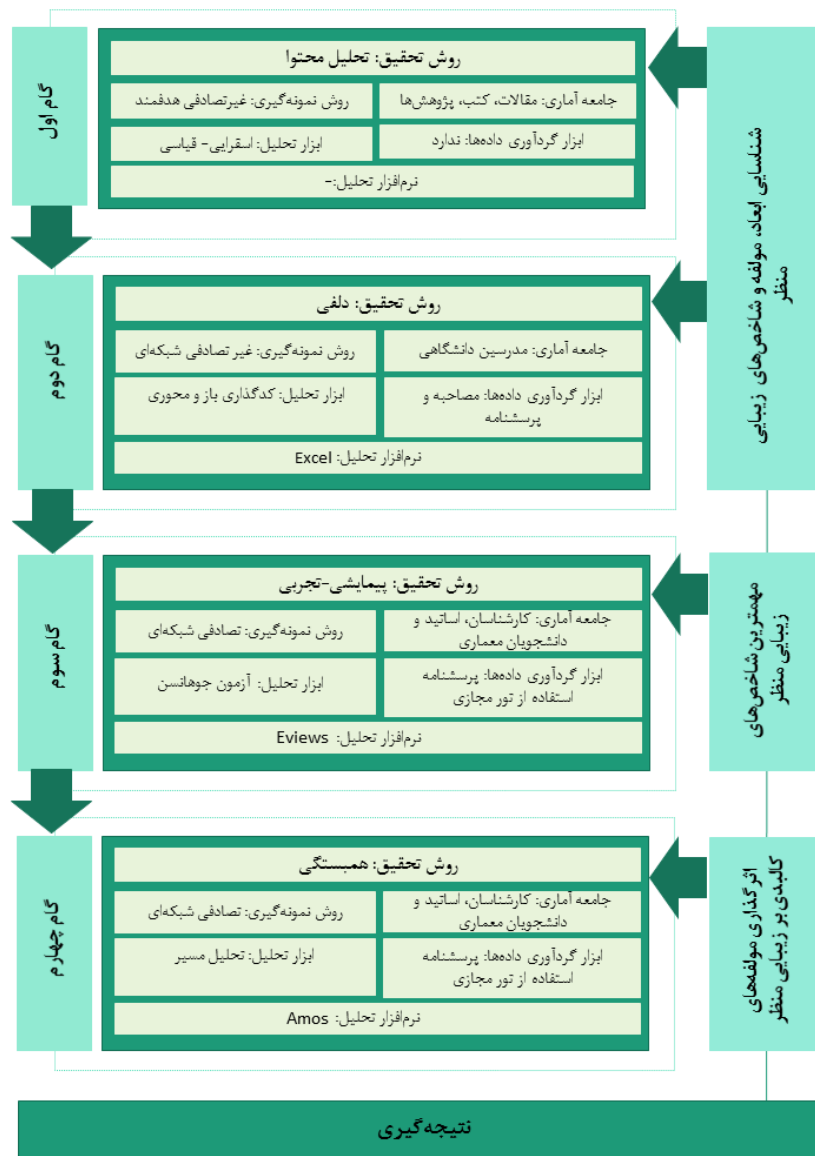 شناسایی ابعاد، مولفه و شاخص‌های زیبایی
منظر
گام اول
روش تحقیق: تحلیل محتوا
جامعه آماری: مقالات، کتب، پژوهش‌ها
روش نمونه‌گیری: غیرتصادفی هدفمند
ابزار گردآوری داده‌ها: ندارد
ابزار تحلیل: اسقرایی- قیاسی
نرم‌افزار تحلیل:-
گام دوم
روش تحقیق: دلفی
جامعه آماری: مدرسین دانشگاهی
روش نمونه‌گیری: غیر تصادفی شبکه‌ای
ابزار گردآوری داده‌ها: مصاحبه و
پرسشنامه
ابزار تحلیل: کدگذاری باز و محوری
نرم‌افزار تحلیل: Excel
مهمترین شاخص‌های
زیبایی منظر
گام سوم
روش تحقیق: پیمایشی-تجربی
جامعه آماری: کارشناسان، اساتید و
دانشجویان معماری
روش نمونه‌گیری: تصادفی شبکه‌ای
ابزار گردآوری داده‌ها: پرسشنامه
استفاده از تور مجازی
ابزار تحلیل: آزمون جوهانسن
نرم‌افزار تحلیل: Eviews
اثرگذاری مولفه‌های
کالبدی بر زیبایی منظر
گام چهارم
روش تحقیق: همبستگی
جامعه آماری: کارشناسان، اساتید و
دانشجویان معماری
روش نمونه‌گیری: تصادفی شبکه‌ای
ابزار گردآوری داده‌ها: پرسشنامه
استفاده از تور مجازی
ابزار تحلیل: تحلیل مسیر
نرم‌افزار تحلیل: Amos
نتیجه‌گیری